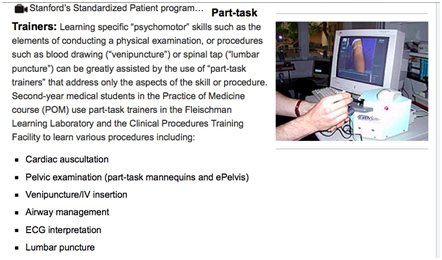 Stanford's Standardized Patient program… Part-task
Trainers: Learning specific "psychomotor" skills such as the
elements of conducting a physical examination, or procedures
such as blood drawing ("venipuncture") or spinal tap ("lumbar
puncture") can be greatly assisted by the use of "part-task
trainers" that address only the aspects of the skill or procedure.
Second-year medical students in the Practice of Medicine
course (POM) use part-task trainers in the Fleischman
Learning Laboratory and the Clinical Procedures Training
Facility to learn various procedures including:
Cardiac auscultation
Pelvic examination (part-task mannequins and ePelvis)
Venipuncture/IV insertion
Airway management
ECG interpretation
Lumbar puncture